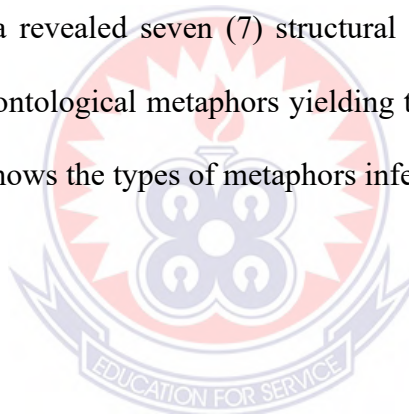 a revealed seven (7) structural
ontological metaphors yielding t
hows the types of metaphors infe
EDUCATION FOR SERVICE